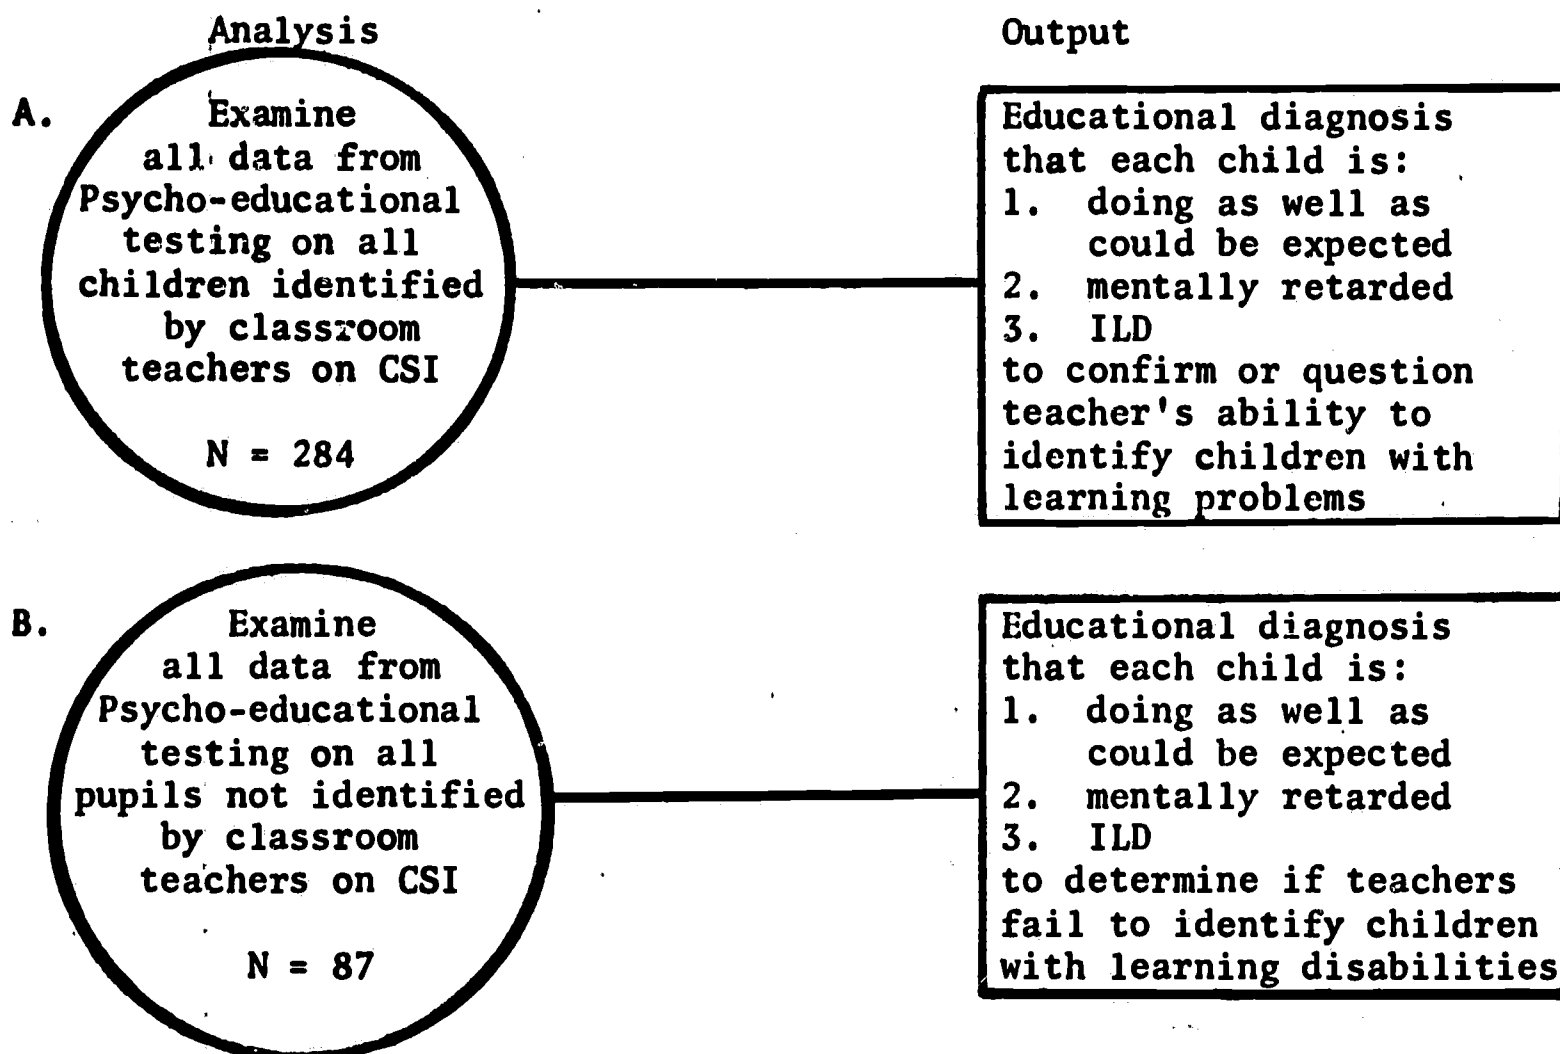 Analysis
Output
A.
Examine
all data from
Psycho-educational
testing on all
children identified
by classroom
teachers on CSI
N = 284
Educational diagnosis
that each child is:
1. doing as well as
could be expected
2. mentally retarded
3. ILD
to confirm or question
teacher's ability to
identify children with
learning problems
B.
Examine
all data from
Psycho-educational
testing on all
pupils not identified
by classroom
teachers on CSI
N = 87
Educational diagnosis
that each child is:
1. doing as well as
could be expected
2. mentally retarded
3. ILD
to determine if teachers
fail to identify children
with learning disabilities